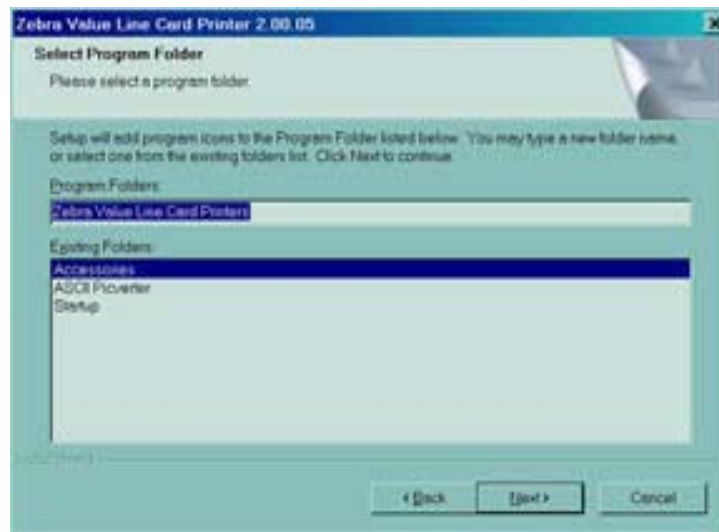 Zebra Value Line Card Printer 2.00.05
Select Program Folder
Please select a program folder.
Setup will add program icons to the Program Folder listed below. You may type a new folder name,
or select one from the existing folders list. Click Next to continue.
Program Folders:
Zebra Value Line Card Printers
Existing Folders:
Accessories
ASCII Picverter
Startup
< Back
Next >
Cancel